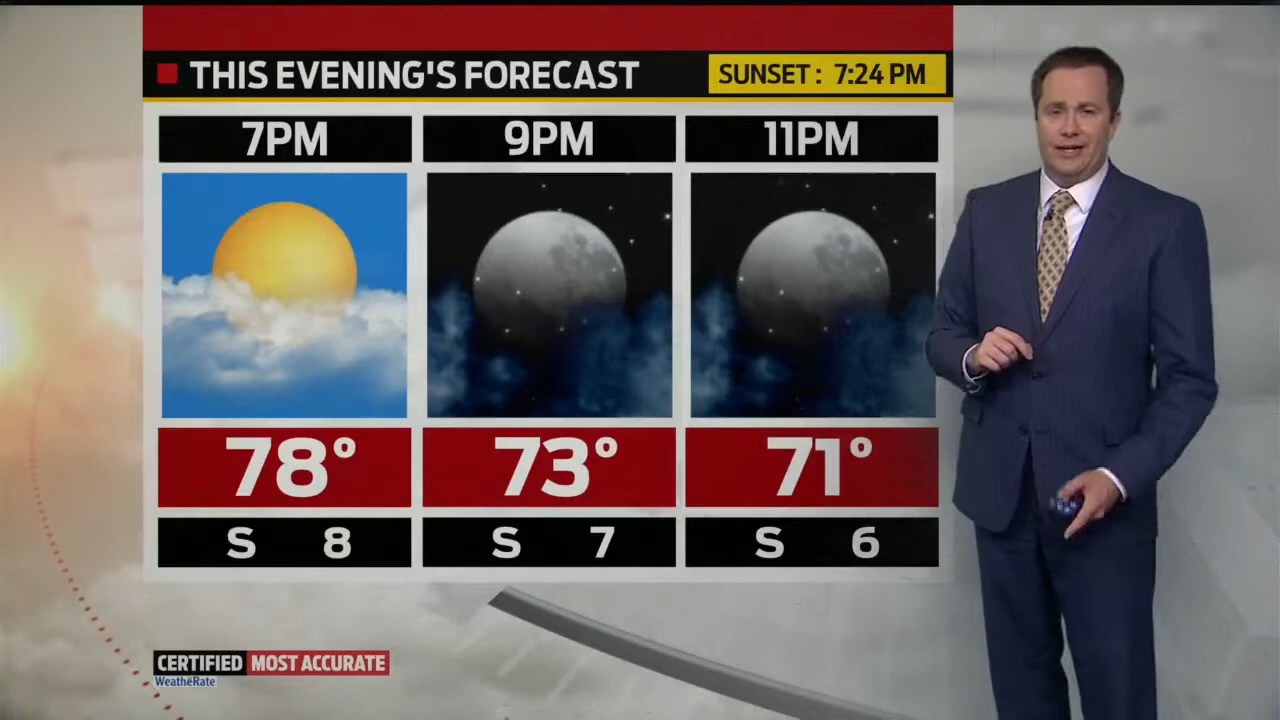 THIS EVENING'S FORECAST SUNSET : 7:24 PM
7PM 9PM 11PM
78° 73° 71°
S 8 S 7 S 6
CERTIFIED MOST ACCURATE
WeatheRate